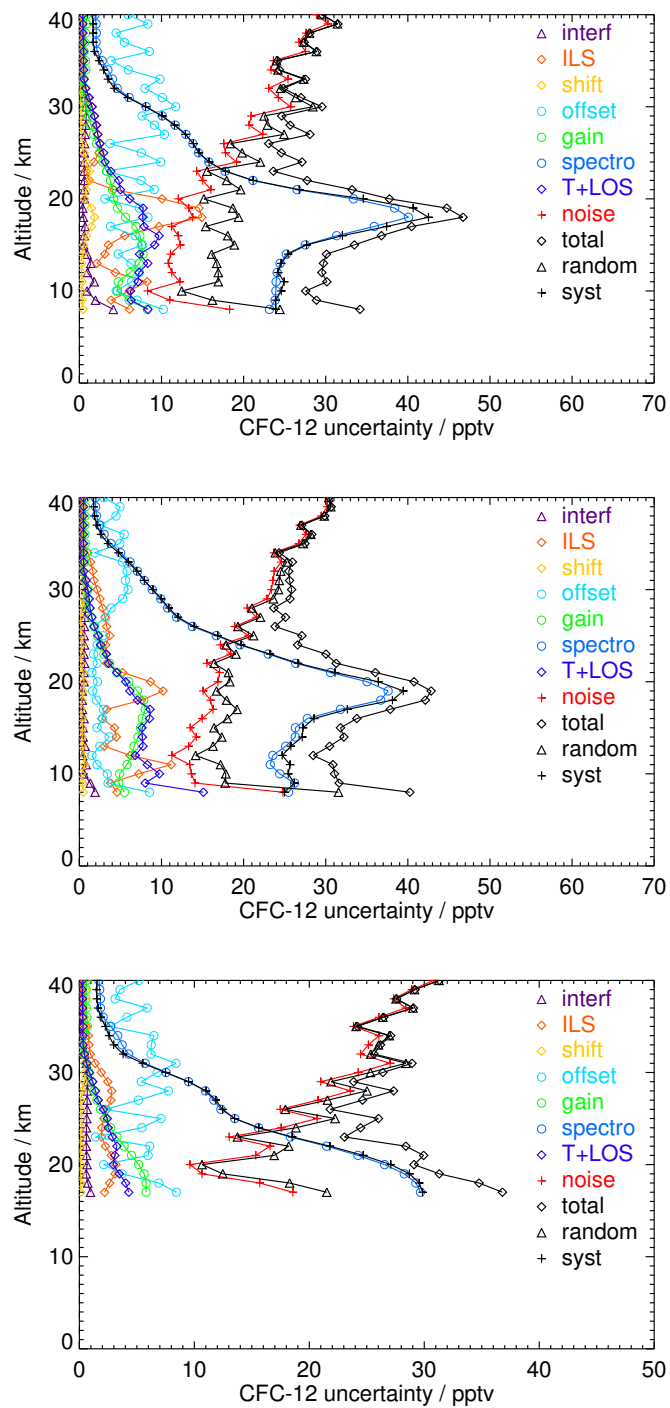 40
30
20
10
0
Altitude / km
0 10 20 30 40 50 60 70
CFC-12 uncertainty / pptv
interf
ILS
shift
offset
gain
spectro
T+LOS
noise
total
random
syst
40
30
20
10
0
Altitude / km
0 10 20 30 40 50 60 70
CFC-12 uncertainty / pptv
interf
ILS
shift
offset
gain
spectro
T+LOS
noise
total
random
syst
40
30
20
10
0
Altitude / km
0 10 20 30 40 50
CFC-12 uncertainty / pptv
interf
ILS
shift
offset
gain
spectro
T+LOS
noise
total
random
syst